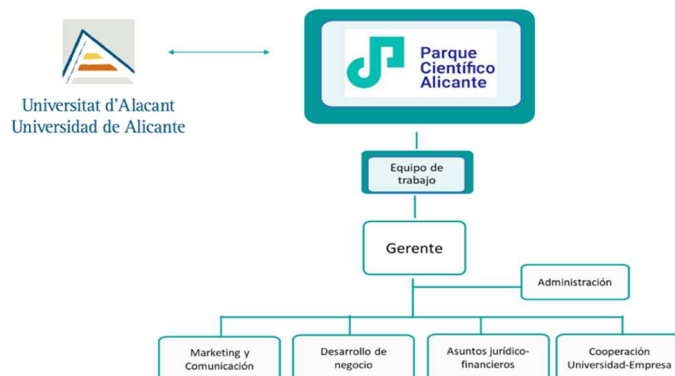 Universitat d'Alacant
Universidad de Alicante
Parque
Científico
Alicante
Equipo de
trabajo
Gerente
Administración
Marketing y
Comunicación
Desarrollo de
negocio
Asuntos jurídico-
financieros
Cooperación
Universidad-Empresa